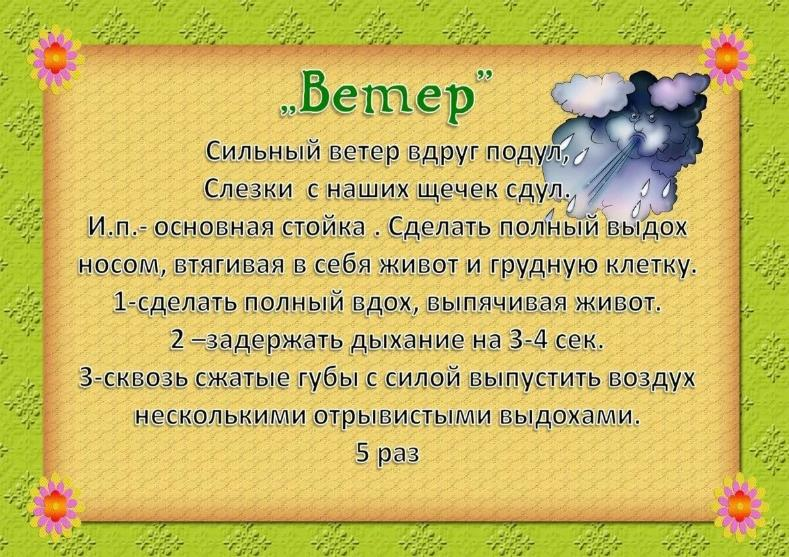 „Ветер”
Сильный ветер вдруг подул,
Слезки с наших щечек сдул.
И.п.- основная стойка . Сделать полный выдох
носом, втягивая в себя живот и грудную клетку.
1-сделать полный вдох, выпячивая живот.
2 –задержать дыхание на 3-4 сек.
3-сквозь сжатые губы с силой выпустить воздух
несколькими отрывистыми выдохами.
5 раз